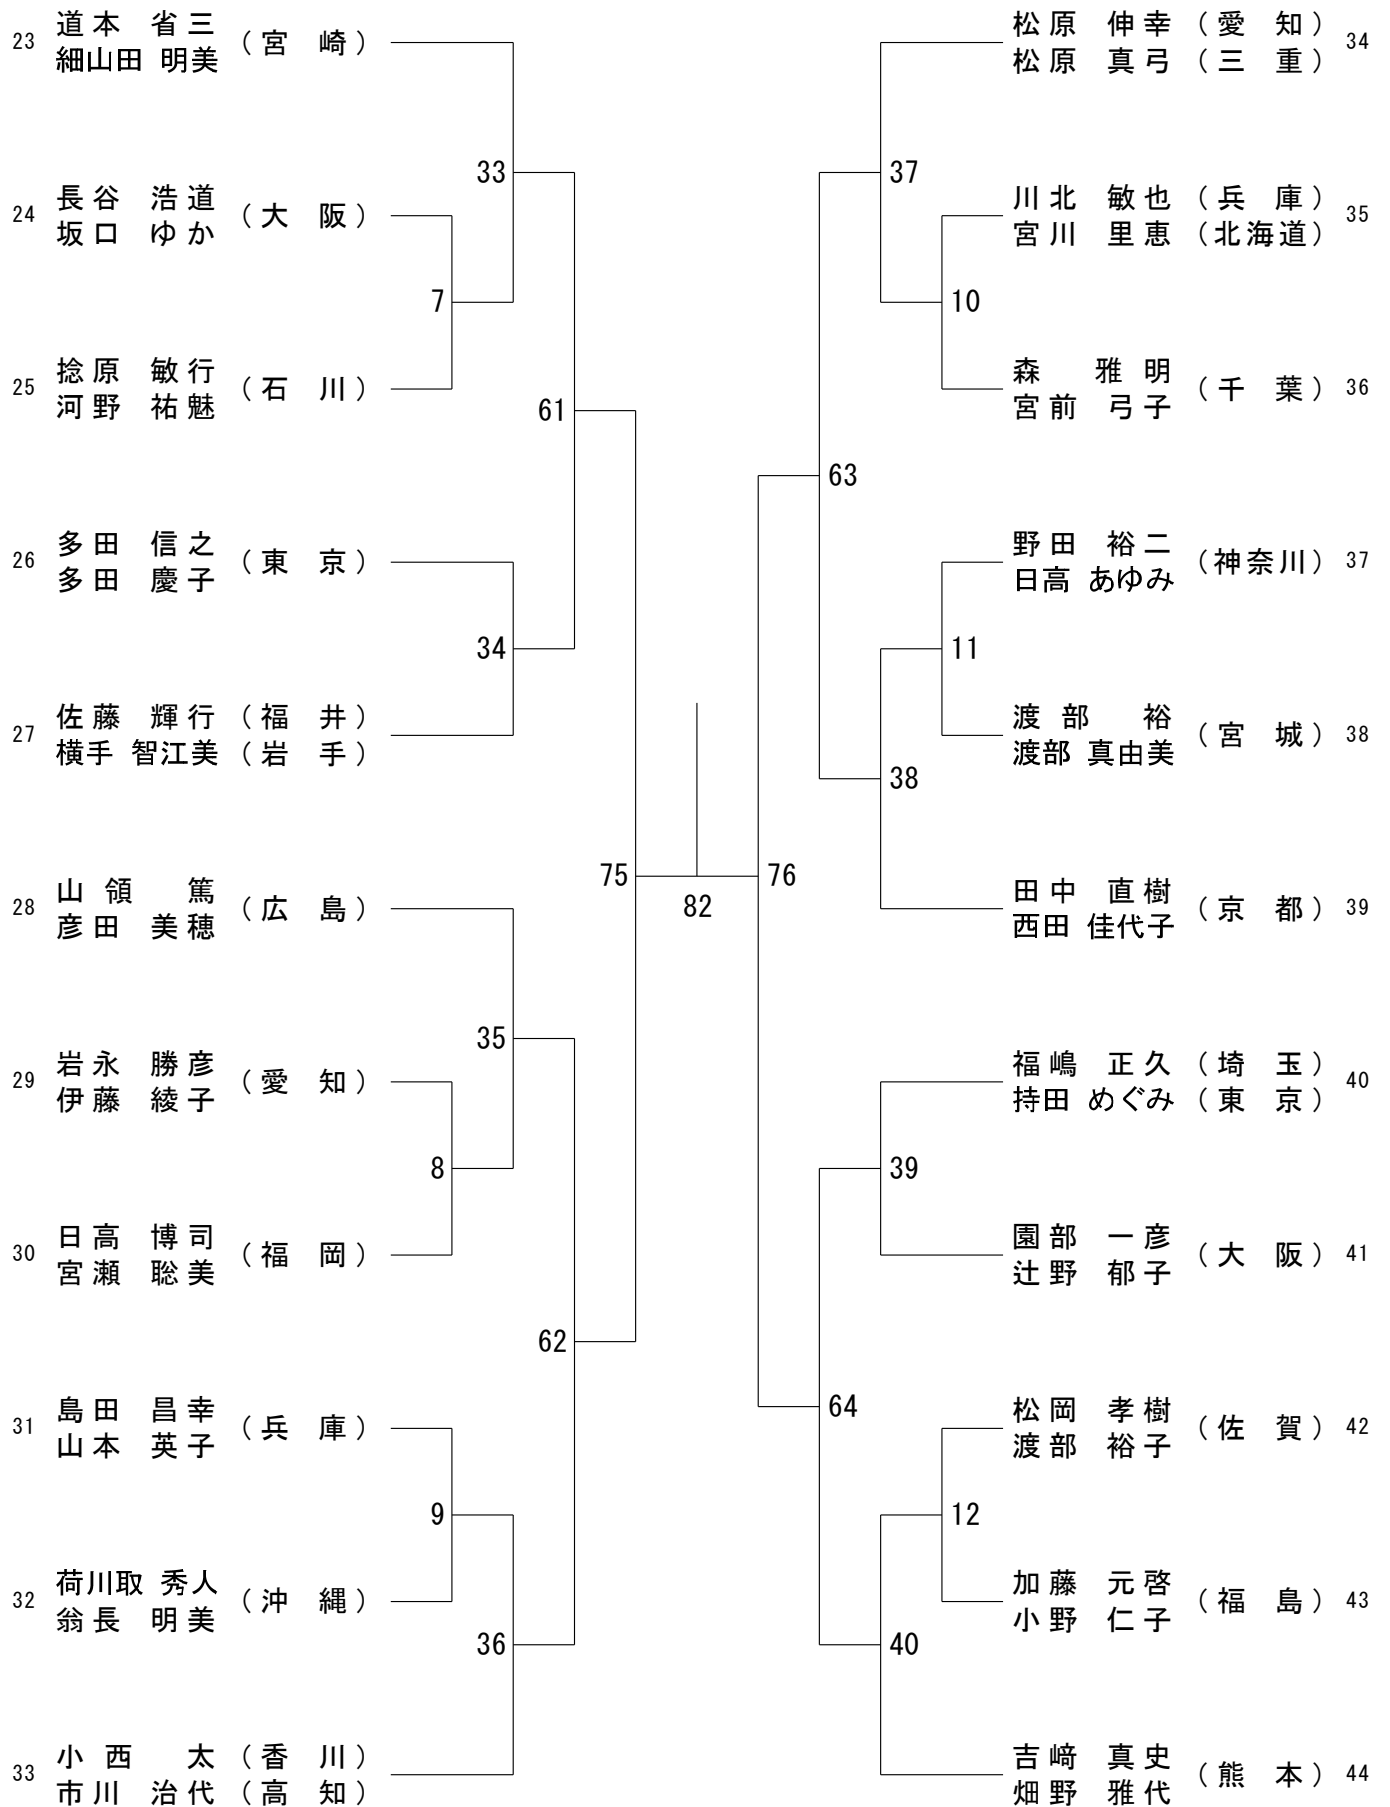 23 道本 省三 (宮 崎)
細山田 明美
33
24 長谷 浩道 (大 阪)
坂口 ゆか
7
25 捻原 敏行 (石 川)
河野 祐魅
61
26 多田 信之 (東 京)
多田 慶子
34
27 佐藤 輝行 (福 井)
横手 智江美 (岩 手)
75
28 山領 篤 (広 島)
彦田 美穂
35
29 岩永 勝彦 (愛 知)
伊藤 綾子
8
30 日高 博司 (福 岡)
宮瀬 聡美
62
31 島田 昌幸 (兵 庫)
山本 英子
9
32 荷川取 秀人 (沖 縄)
翁長 明美
36
33 小西 太 (香 川)
市川 治代 (高 知)
82
松原 伸幸 (愛 知) 34
松原 真弓 (三 重)
37
川北 敏也 (兵 庫) 35
宮川 里恵 (北海道)
10
森 雅明 (千 葉) 36
宮前 弓子
63
野田 裕二 (神奈川) 37
日高 あゆみ
11
渡部 裕 (宮 城) 38
渡部 真由美
38
76
田中 直樹 (京 都) 39
西田 佳代子
福嶋 正久 (埼 玉) 40
持田 めぐみ (東 京)
39
園部 一彦 (大 阪) 41
辻野 郁子
64
松岡 孝樹 (佐 賀) 42
渡部 裕子
12
加藤 元啓 (福 島) 43
小野 仁子
40
吉﨑 真史 (熊 本) 44
畑野 雅代